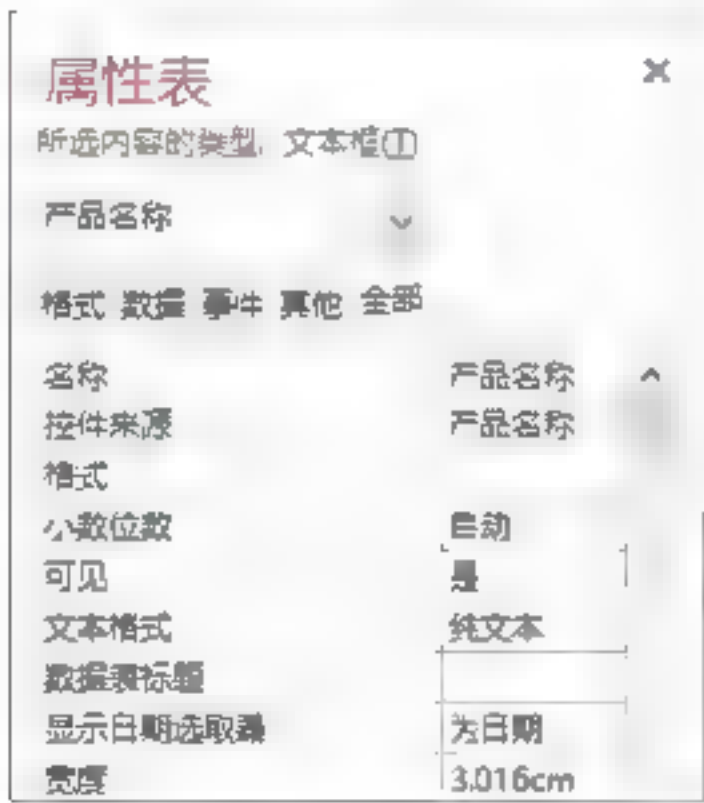 属性表
所选内容的类型: 文本框(T)
产品名称
格式 数据 事件 其他 全部
名称 产品名称
控件来源 产品名称
格式
小数位数 自动
可见 是
文本格式 纯文本
数据表标题
显示日期选取器 为日期
宽度 3.016cm